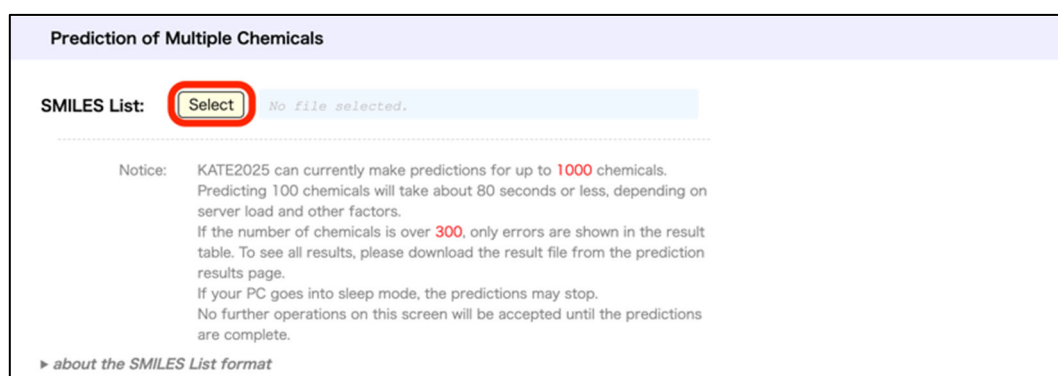 Prediction of Multiple Chemicals
SMILES List: Select No file selected.
Notice: KATE2025 can currently make predictions for up to 1000 chemicals.
Predicting 100 chemicals will take about 80 seconds or less, depending on
server load and other factors.
If the number of chemicals is over 300, only errors are shown in the result
table. To see all results, please download the result file from the prediction
results page.
If your PC goes into sleep mode, the predictions may stop.
No further operations on this screen will be accepted until the predictions
are complete.
▶ about the SMILES List format